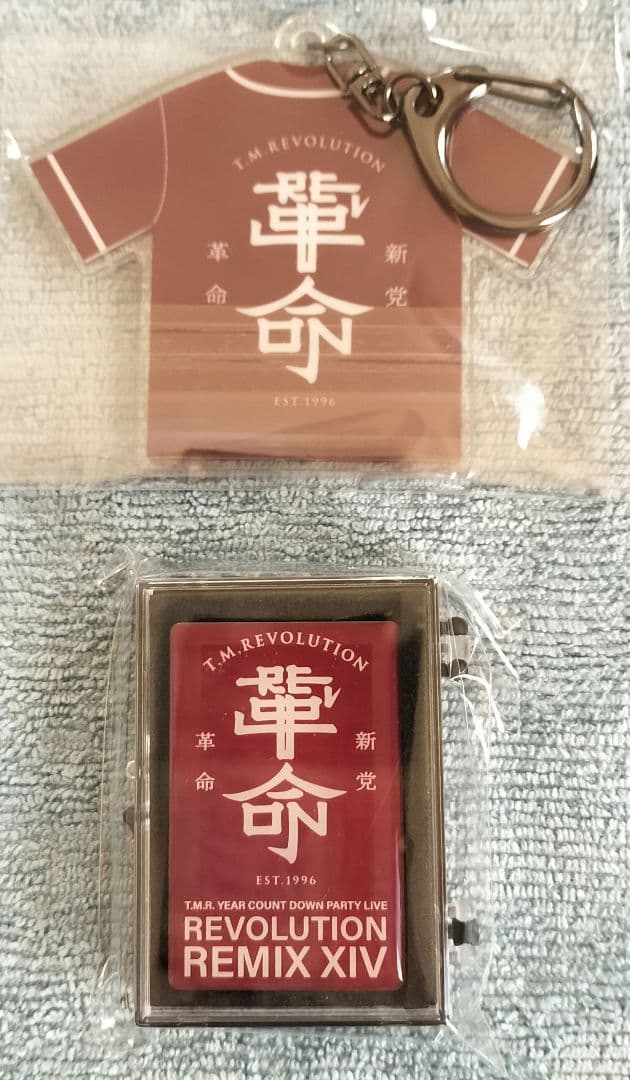 T.M.REVOLUTION
革命
革命
新党
EST.1996
T.M.REVOLUTION
革命
革命
新党
EST.1996
T.M.R. YEAR COUNT DOWN PARTY LIVE
REVOLUTION
REMIX XIV